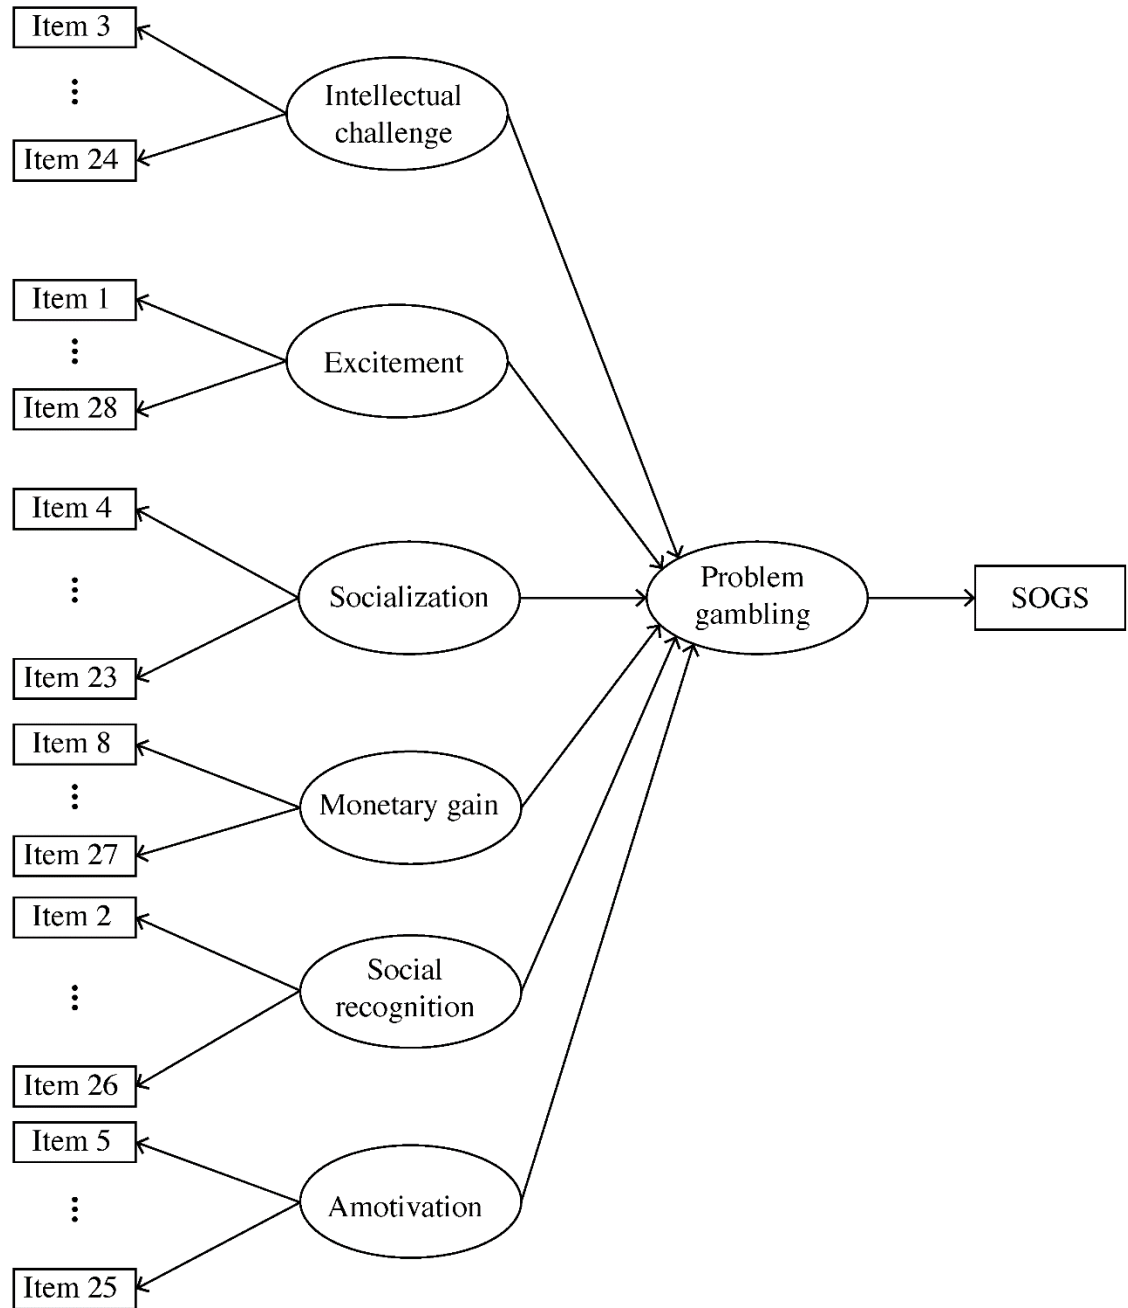 Item 3
Item 24
Intellectual
challenge
Item 1
Item 28
Excitement
Item 4
Item 23
Socialization
Item 8
Item 27
Monetary gain
Item 2
Item 26
Social
recognition
Item 5
Item 25
Amotivation
Problem
gambling
SOGS